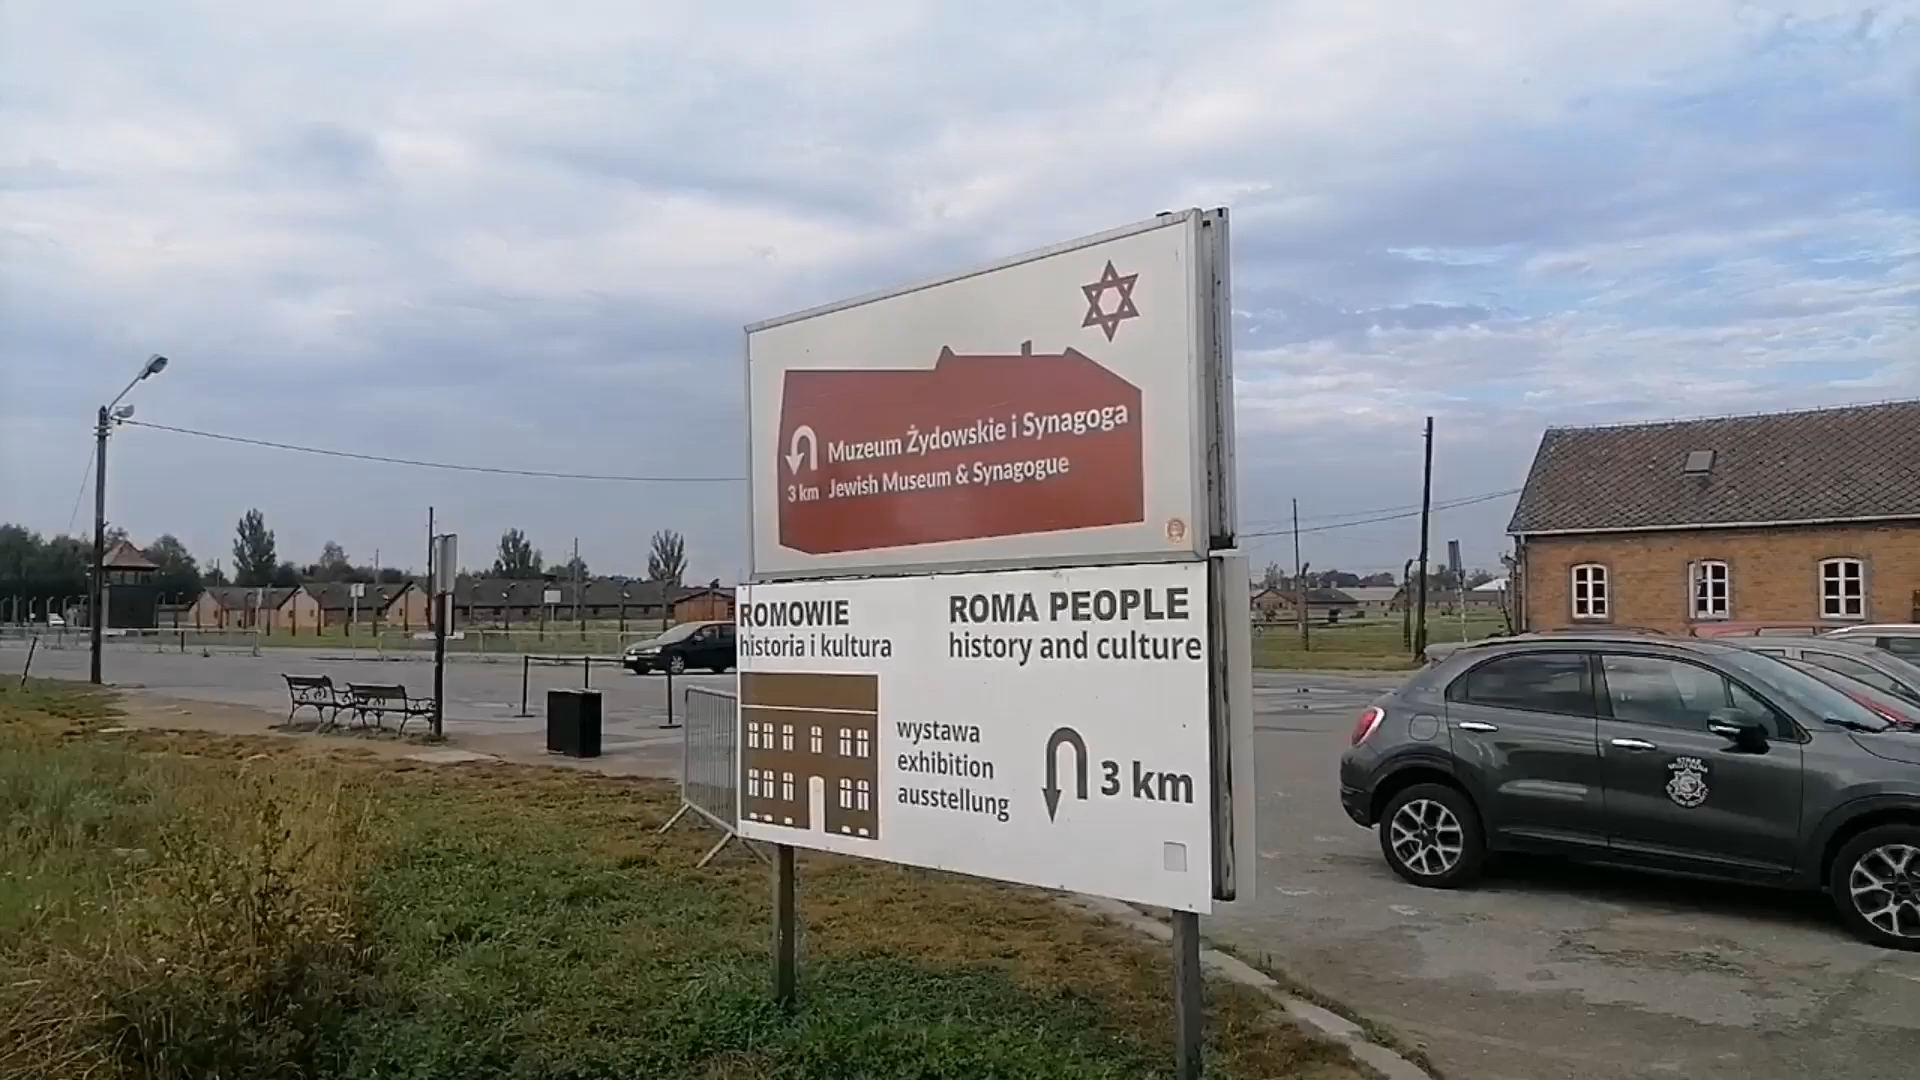 Muzeum Żydowskie i Synagoga
3 km Jewish Museum & Synagogue
ROMOWIE
historia i kultura
ROMA PEOPLE
history and culture
wystawa
exhibition
ausstellung
3 km